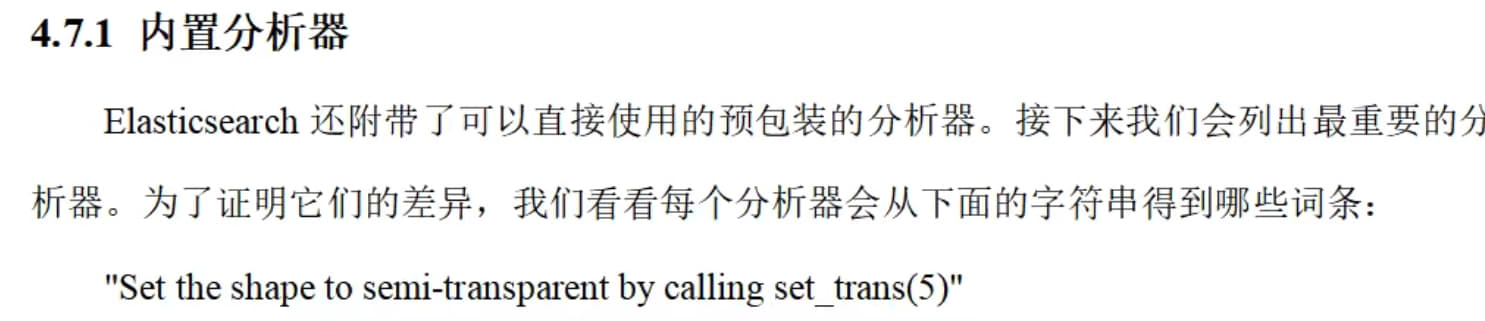 4.7.1 内置分析器
Elasticsearch 还附带了可以直接使用的预包装的分析器。接下来我们会列出最重要的分
析器。为了证明它们的差异，我们看看每个分析器会从下面的字符串得到哪些词条：
"Set the shape to semi-transparent by calling set_trans(5)"